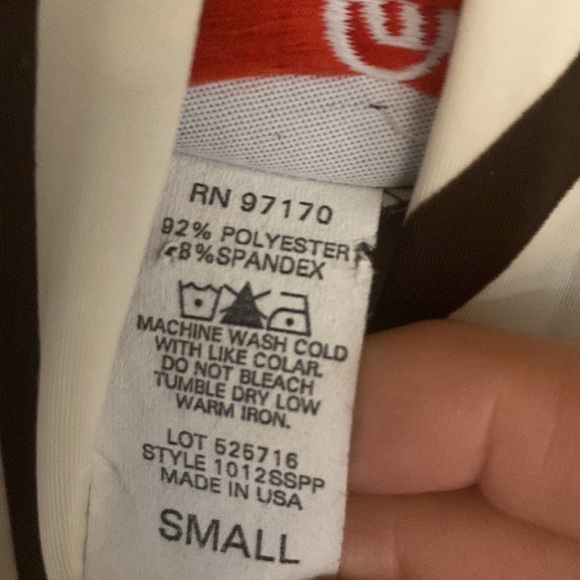 RN 97170
92% POLYESTER
8%SPANDEX
MACHINE WASH COLD
WITH LIKE COLAR.
DO NOT BLEACH
TUMBLE DRY LOW
WARM IRON.
LOT 525716
STYLE 1012SSPP
MADE IN USA
SMALL